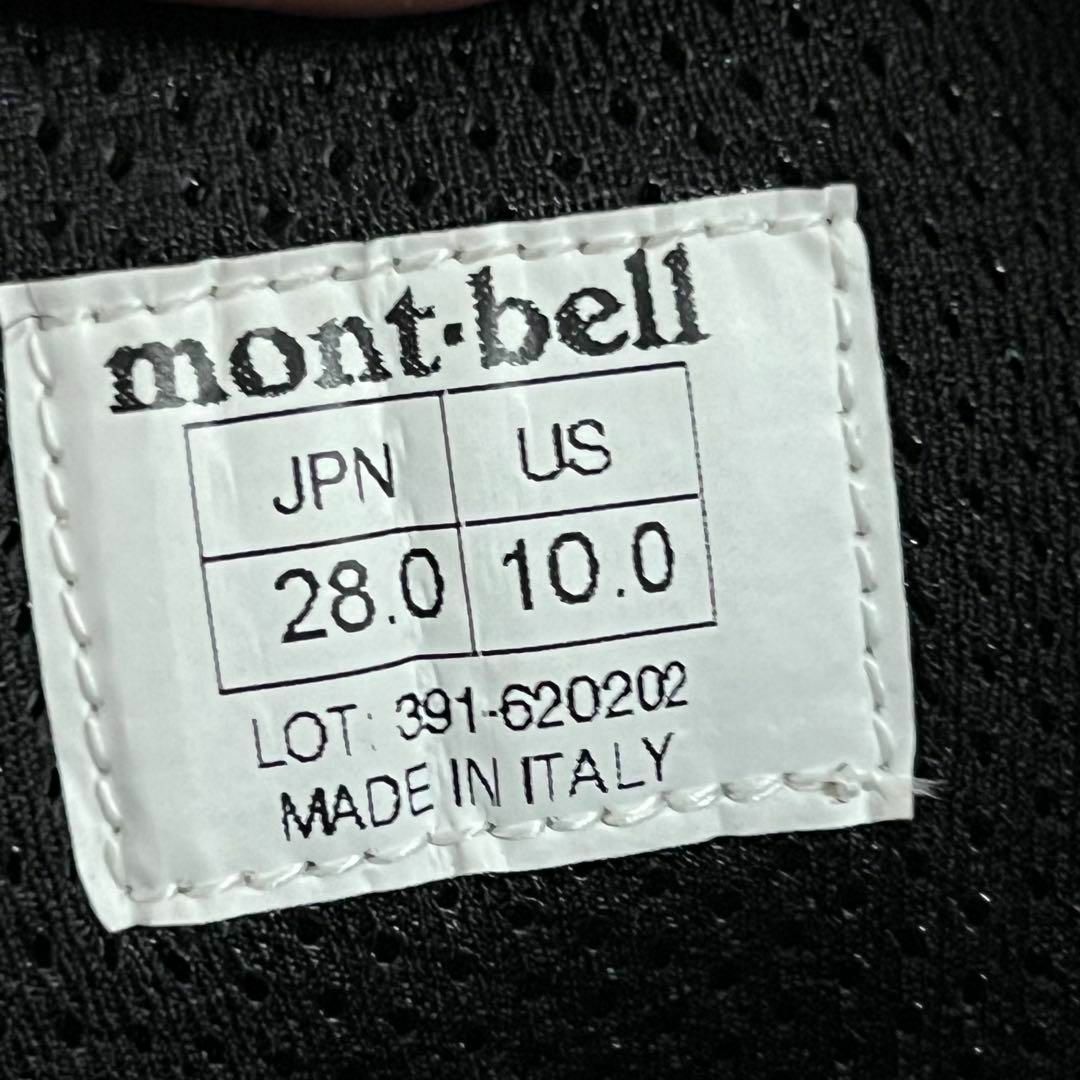 mont-bell
JPN US
28.0 10.0
LOT: 391-620202
MADE IN ITALY